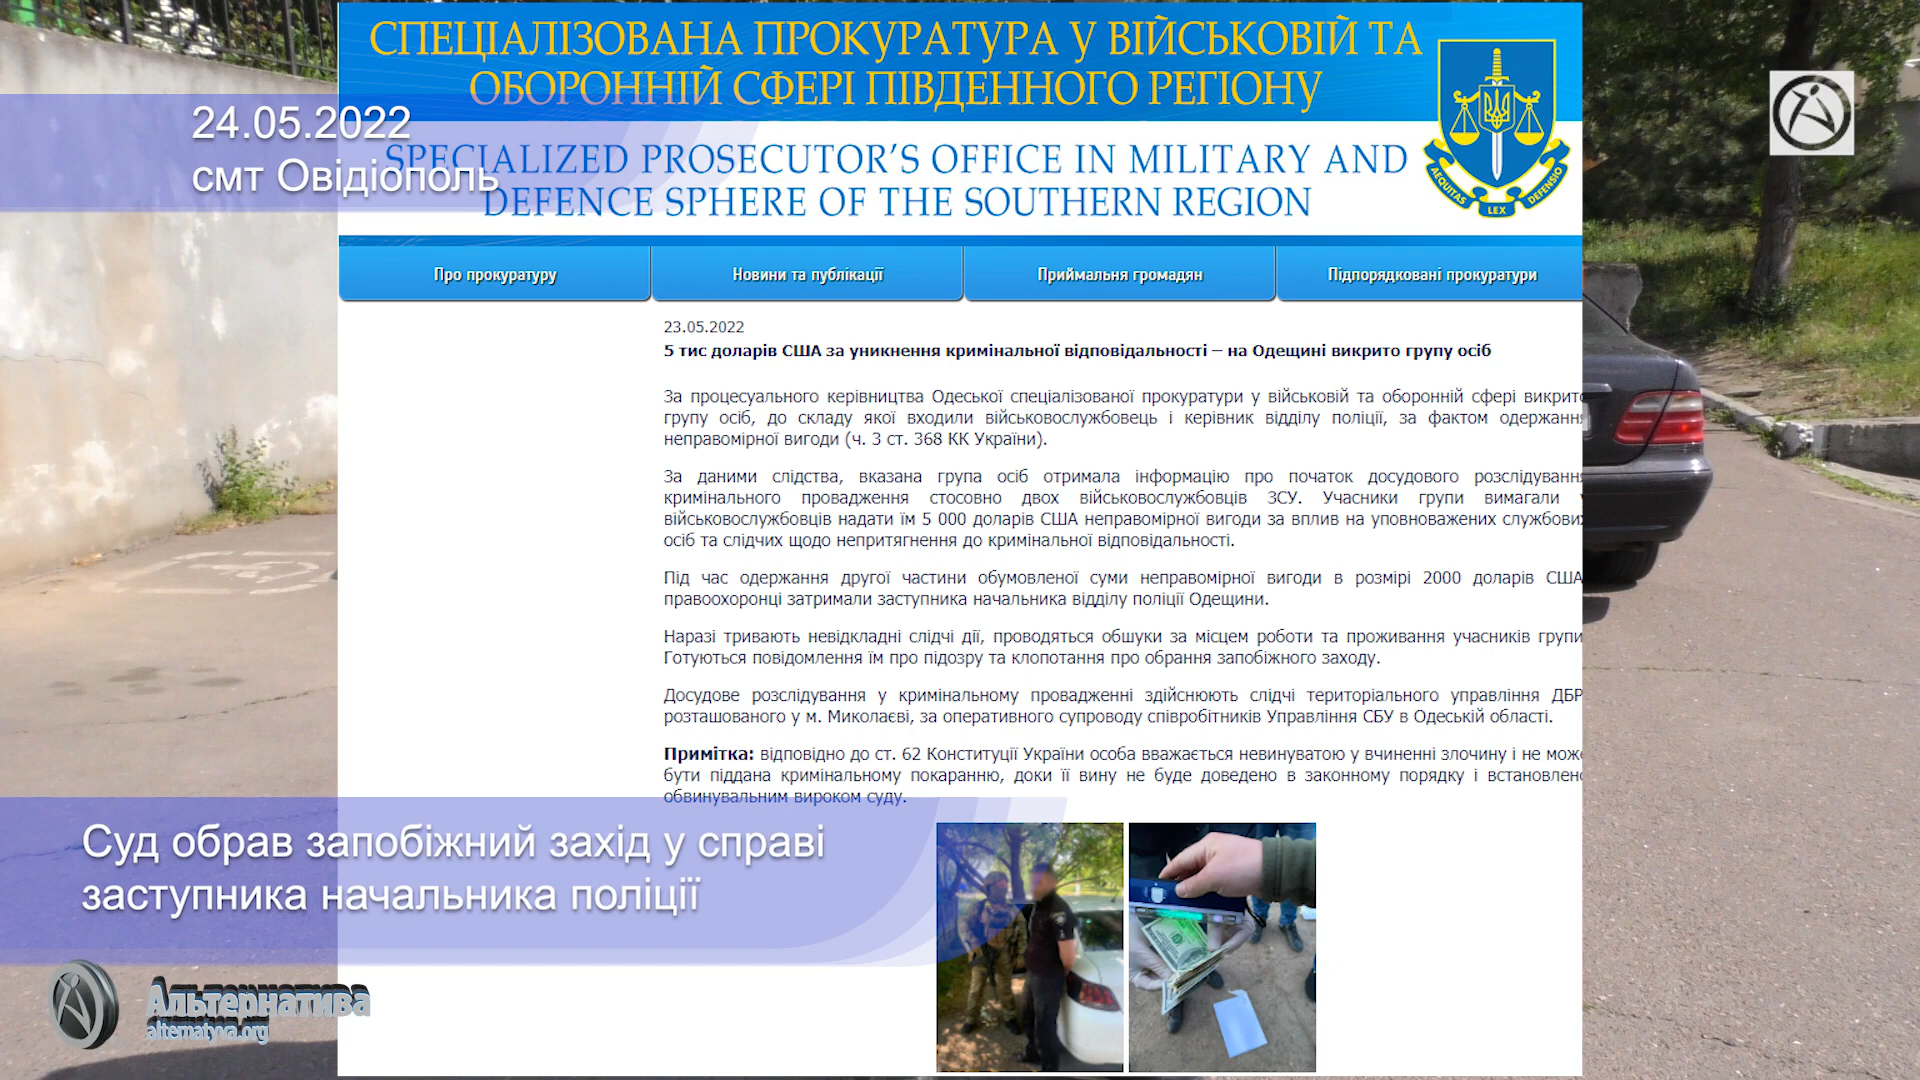 СПЕЦІАЛІЗОВАНА ПРОКУРАТУРА У ВІЙСЬКОВІЙ ТА
ОБОРОННІЙ СФЕРІ ПІВДЕННОГО РЕГІОНУ
24.05.2022
смт Овідіополь
SPECIALIZED PROSECUTOR'S OFFICE IN MILITARY AND
DEFENCE SPHERE OF THE SOUTHERN REGION
AEQUITAS LEX DEFENSIO
Про прокуратуру
Новини та публікації
Приймальня громадян
Підпорядковані прокуратури
23.05.2022
5 тис доларів США за уникнення кримінальної відповідальності – на Одещині викрито групу осіб
За процесуального керівництва Одеської спеціалізованої прокуратури у військовій та оборонній сфері викрито
групу осіб, до складу якої входили військовослужбовець і керівник відділу поліції, за фактом одержання
неправомірної вигоди (ч. 3 ст. 368 КК України).
За даними слідства, вказана група осіб отримала інформацію про початок досудового розслідування
кримінального провадження стосовно двох військовослужбовців ЗСУ. Учасники групи вимагали у
військовослужбовців надати їм 5 000 доларів США неправомірної вигоди за вплив на уповноважених службових
осіб та слідчих щодо непритягнення до кримінальної відповідальності.
Під час одержання другої частини обумовленої суми неправомірної вигоди в розмірі 2000 доларів США
правоохоронці затримали заступника начальника відділу поліції Одещини.
Наразі тривають невідкладні слідчі дії, проводяться обшуки за місцем роботи та проживання учасників групи
Готуються повідомлення їм про підозру та клопотання про обрання запобіжного заходу.
Досудове розслідування у кримінальному провадженні здійснюють слідчі територіального управління ДБР
розташованого у м. Миколаєві, за оперативного супроводу співробітників Управління СБУ в Одеській області.
Примітка: відповідно до ст. 62 Конституції України особа вважається невинуватою у вчиненні злочину і не може
бути піддана кримінальному покаранню, доки її вину не буде доведено в законному порядку і встановлено
обвинувальним вироком суду.
Суд обрав запобіжний захід у справі
заступника начальника поліції
Альтернатива
alternatyva.org